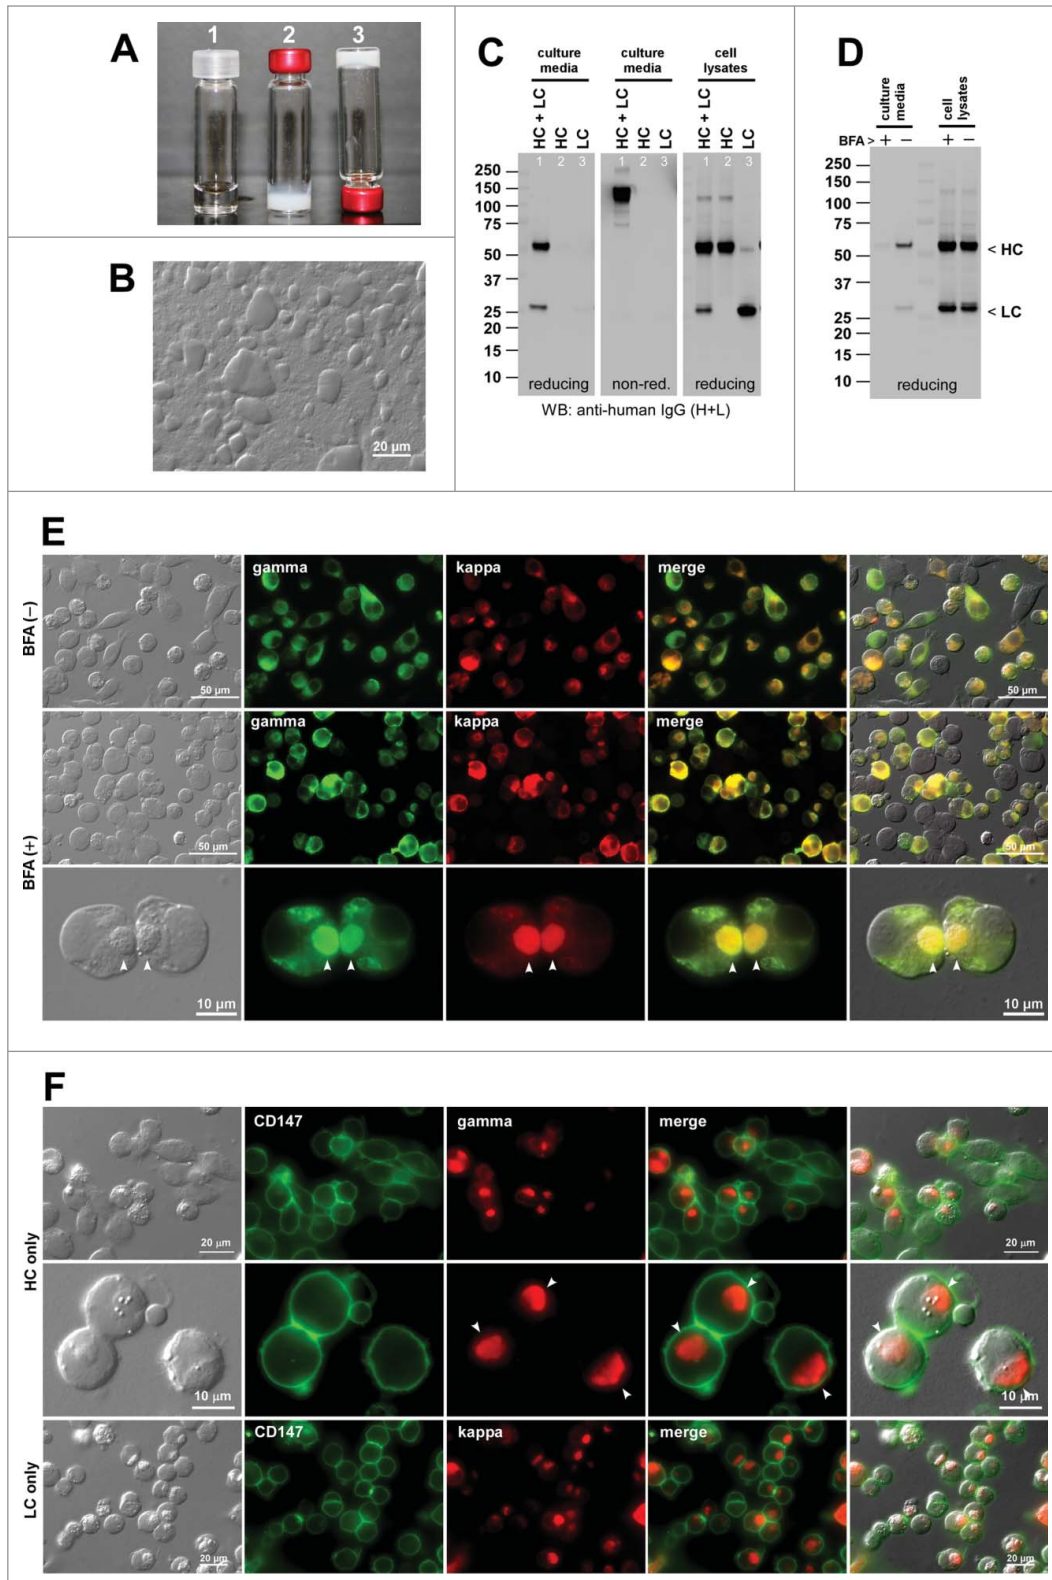 A
1 2 3
B
20 µm
C
culture media
culture media
cell lysates
HC + LC
HC
LC
HC + LC
HC
LC
HC + LC
HC
LC
1 2 3
1 2 3
1 2 3
250
150
100
75
50
37
25
20
15
10
reducing
non-red.
reducing
WB: anti-human IgG (H+L)
D
culture media
cell lysates
BFA > + − + −
250
150
100
75
50
37
25
20
15
10
< HC
< LC
reducing
E
BFA (−)
gamma
kappa
merge
50 µm
50 µm
BFA (+)
gamma
kappa
merge
50 µm
50 µm
10 µm
10 µm
F
HC only
CD147
gamma
merge
20 µm
20 µm
10 µm
10 µm
LC only
CD147
kappa
merge
20 µm
20 µm